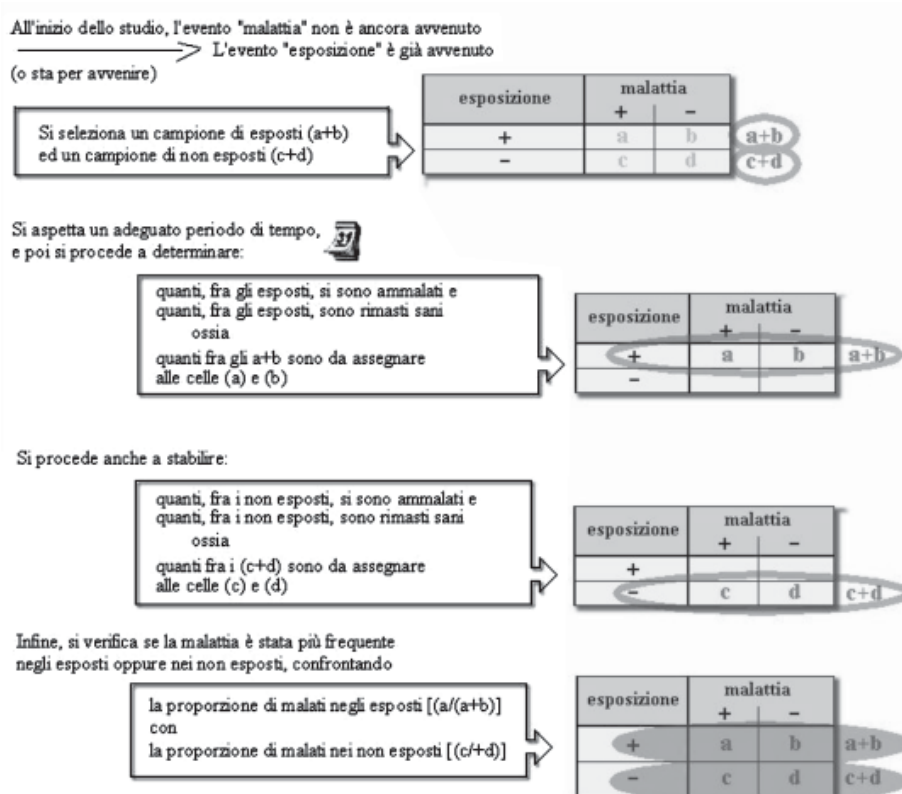 All'inizio dello studio, l'evento "malattia" non è ancora avvenuto
L'evento "esposizione" è già avvenuto
(o sta per avvenire)
Si seleziona un campione di esposti (a+b)
ed un campione di non esposti (c+d)
esposizione malattia
+ −
+ a b a+b
− c d c+d
Si aspetta un adeguato periodo di tempo,
e poi si procede a determinare:
quanti, fra gli esposti, si sono ammalati e
quanti, fra gli esposti, sono rimasti sani
ossia
quanti fra gli a+b sono da assegnare
alle celle (a) e (b)
esposizione malattia
+ −
+ a b a+b
−
Si procede anche a stabilire:
quanti, fra i non esposti, si sono ammalati e
quanti, fra i non esposti, sono rimasti sani
ossia
quanti fra i (c+d) sono da assegnare
alle celle (c) e (d)
esposizione malattia
+ −
+
− c d c+d
Infine, si verifica se la malattia è stata più frequente
negli esposti oppure nei non esposti, confrontando
la proporzione di malati negli esposti [(a/(a+b)]
con
la proporzione di malati nei non esposti [(c/+d)]
esposizione malattia
+ −
+ a b a+b
− c d c+d